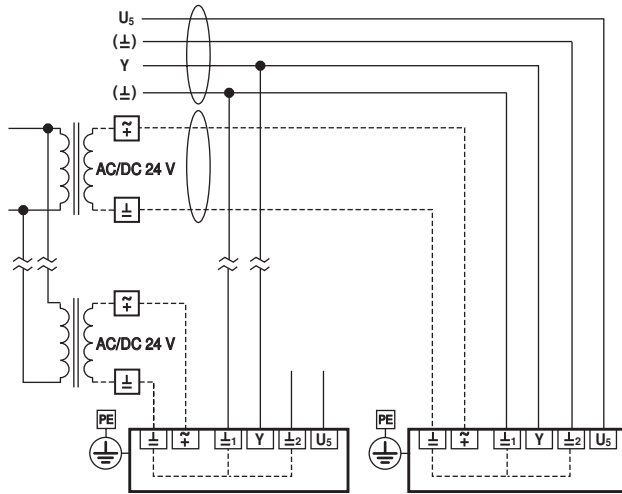 U5
(⊥)
Y
(⊥)
~
+
AC/DC 24 V
⊥
~
+
AC/DC 24 V
⊥
PE
⊥ ~
+ ⊥1 Y ⊥2 U5
PE
⊥ ~
+ ⊥1 Y ⊥2 U5